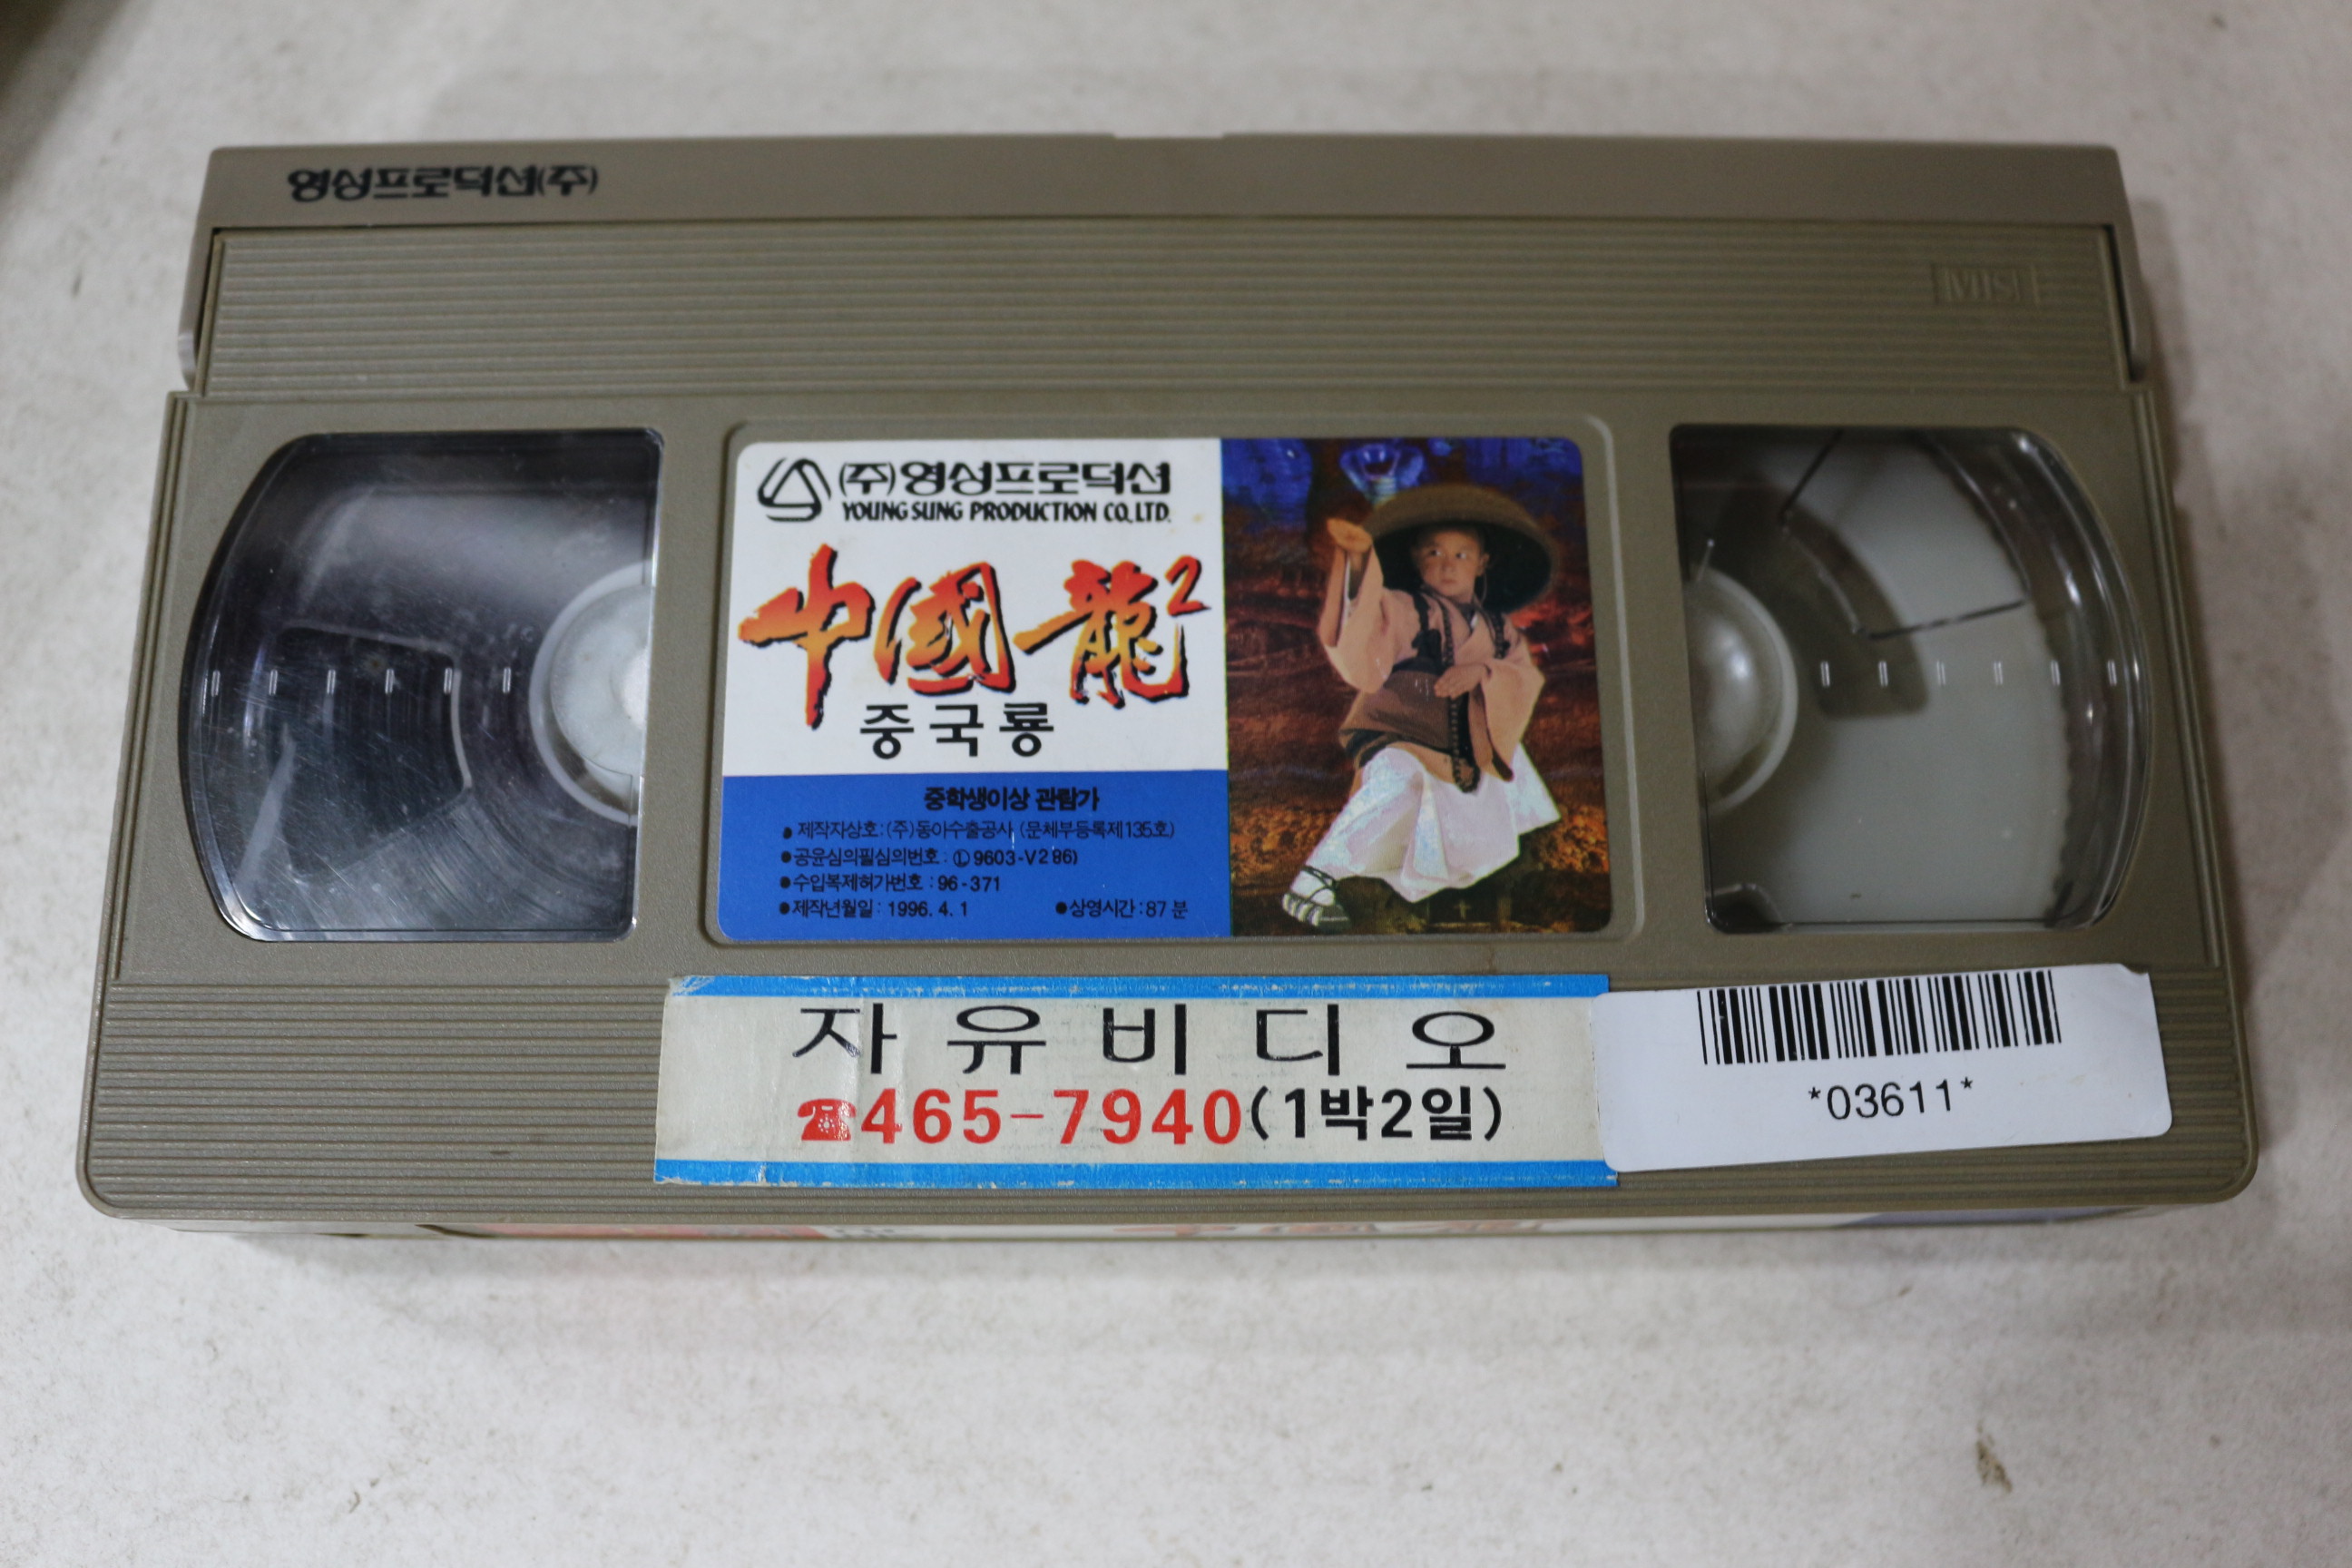 영성프로덕션(주)
VHS
(주)영성프로덕션
YOUNG SUNG PRODUCTION CO.,LTD.
中國龍2
중국룡
중학생이상 관람가
●제작자상호:(주)동아수출공사 (문체부등록제135호)
●공윤심의필심의번호 : Ⓛ9603-V286)
●수입복제허가번호 : 96-371
●제작년월일 : 1996. 4. 1 ●상영시간 : 87 분
자유비디오
☎465-7940(1박2일)
*03611*